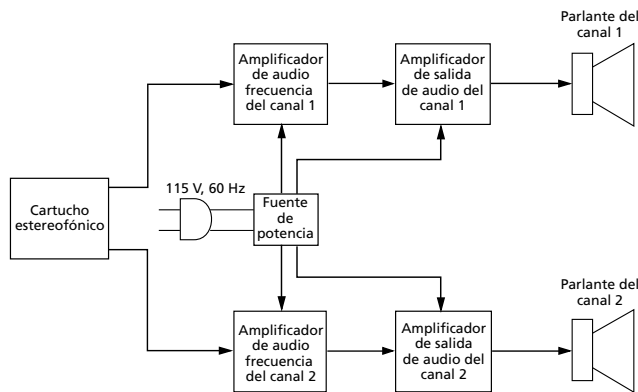 Parlante del
canal 1
Amplificador
de audio
frecuencia
del canal 1
Amplificador
de salida
de audio del
canal 1
115 V, 60 Hz
Cartucho
estereofónico
Fuente
de
potencia
Parlante del
canal 2
Amplificador
de audio
frecuencia
del canal 2
Amplificador
de salida
de audio del
canal 2